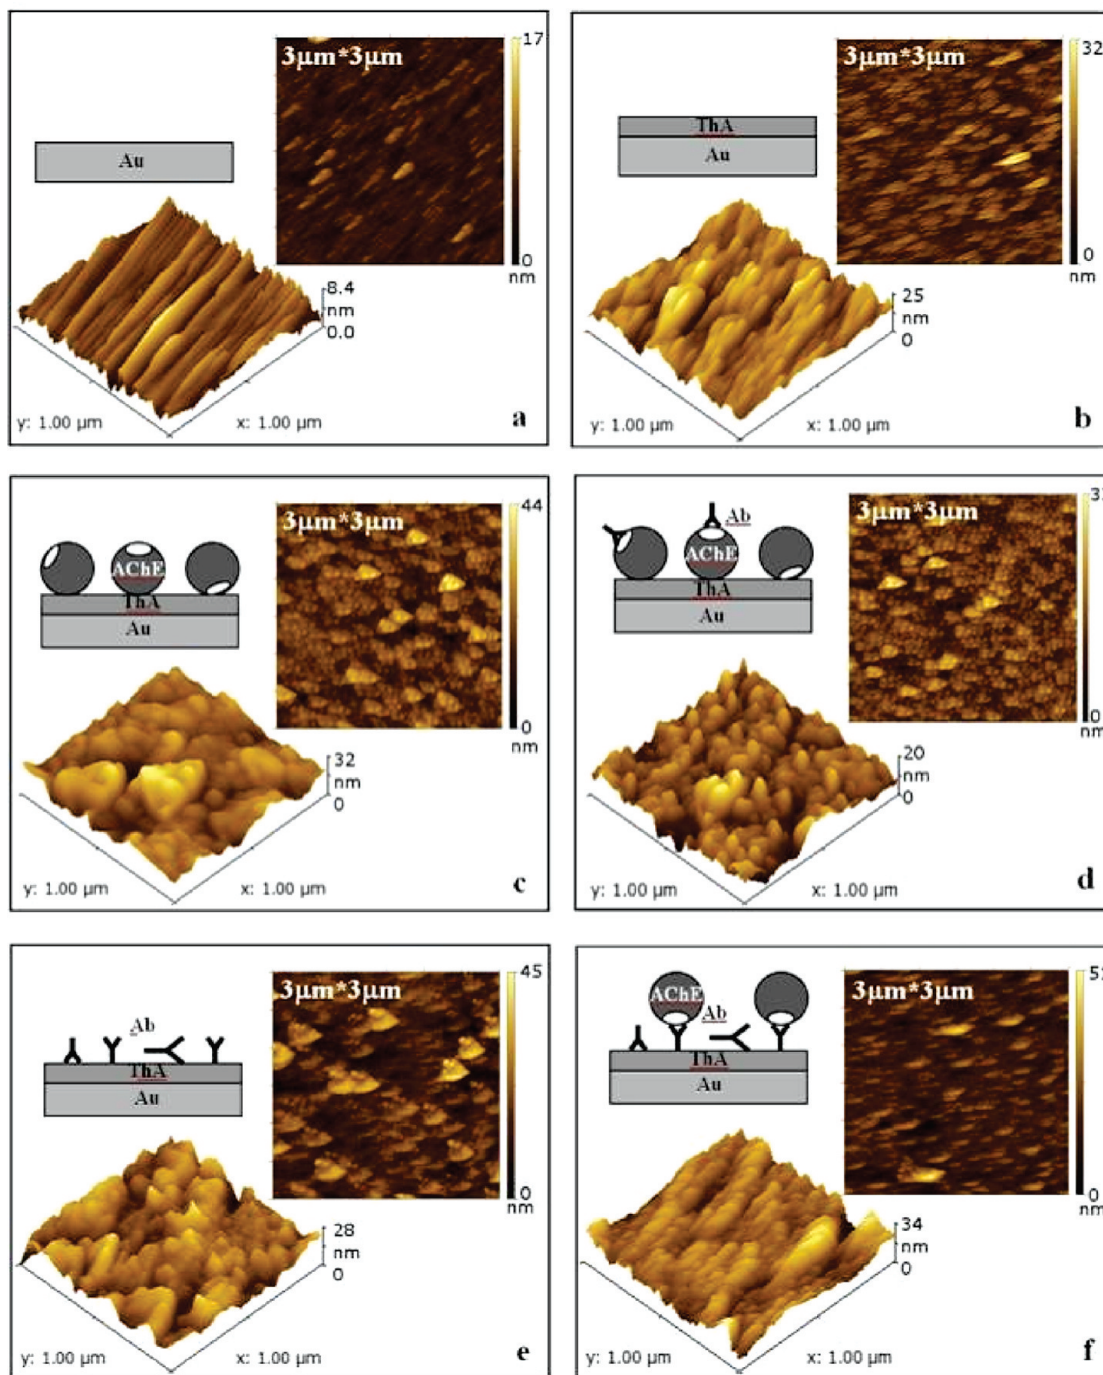 3μm*3μm
17
0
nm
Au
8.4
nm
0.0
y: 1.00 μm
x: 1.00 μm
a
3μm*3μm
32
0
nm
ThA
Au
25
nm
0
y: 1.00 μm
x: 1.00 μm
b
3μm*3μm
44
0
nm
AChE
ThA
Au
32
nm
0
y: 1.00 μm
x: 1.00 μm
c
3μm*3μm
0
nm
Ab
AChE
ThA
Au
20
nm
0
y: 1.00 μm
x: 1.00 μm
d
3μm*3μm
45
0
nm
Ab
ThA
Au
28
nm
0
y: 1.00 μm
x: 1.00 μm
e
3μm*3μm
51
0
nm
AChE
Ab
ThA
Au
34
nm
0
y: 1.00 μm
x: 1.00 μm
f